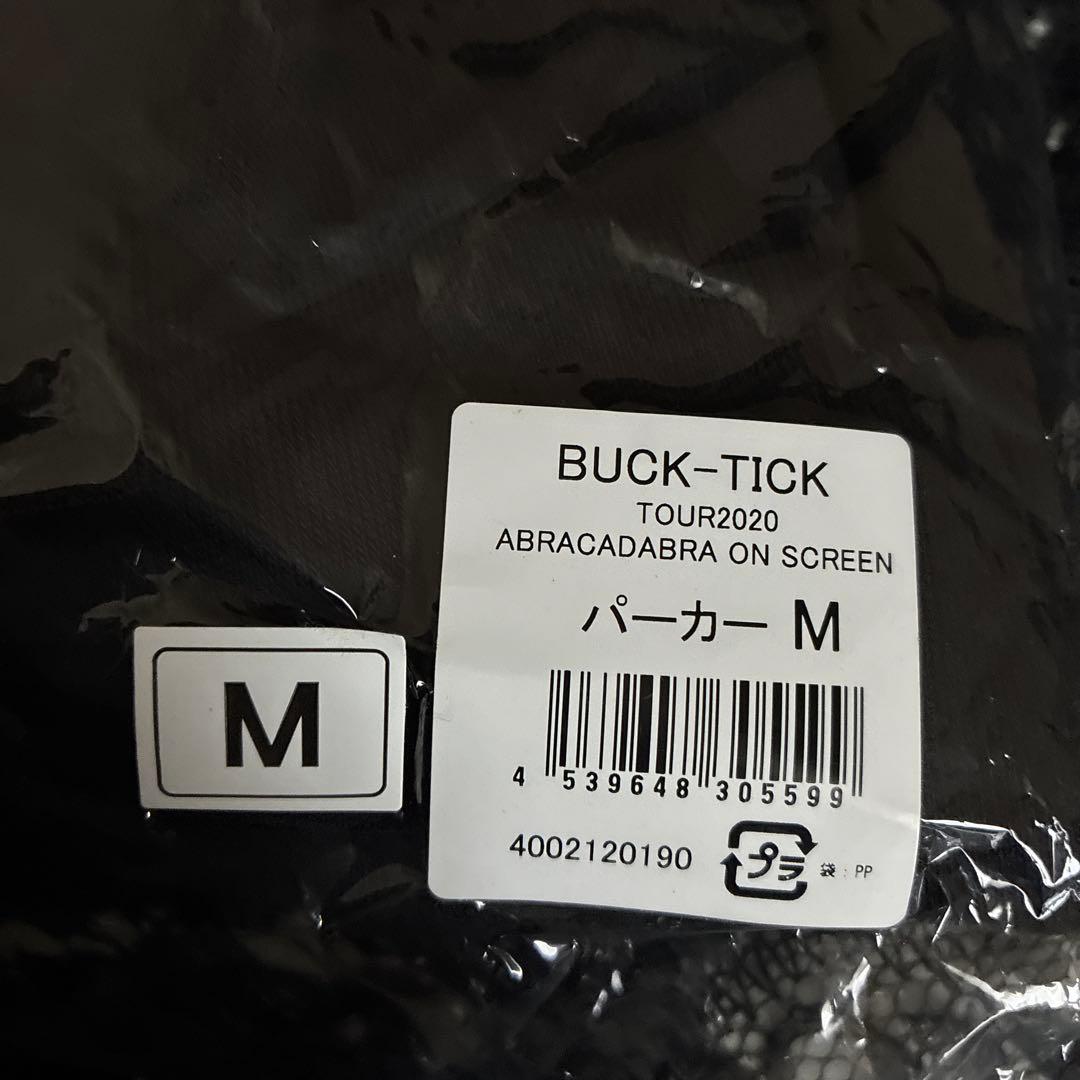 BUCK-TICK
TOUR2020
ABRACADABRA ON SCREEN
パーカー M
4 539648 305599
4002120190
プラ 袋：PP
M